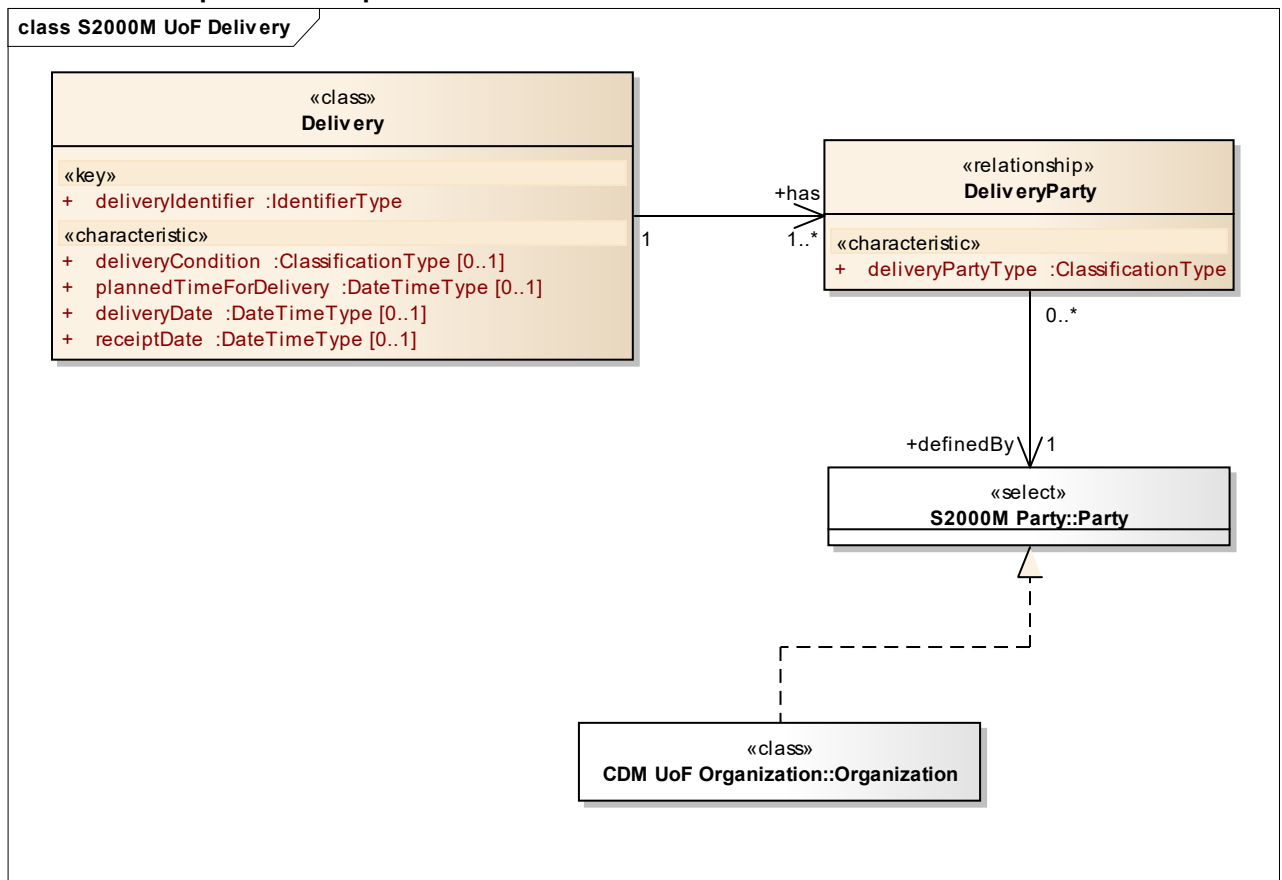 class S2000M UoF Delivery
«class»
Delivery
«key»
+ deliveryIdentifier :IdentifierType
«characteristic»
+ deliveryCondition :ClassificationType [0..1]
+ plannedTimeForDelivery :DateTimeType [0..1]
+ deliveryDate :DateTimeType [0..1]
+ receiptDate :DateTimeType [0..1]
+has
1
1..*
«relationship»
DeliveryParty
«characteristic»
+ deliveryPartyType :ClassificationType
0..*
+definedBy
1
«select»
S2000M Party::Party
«class»
CDM UoF Organization::Organization